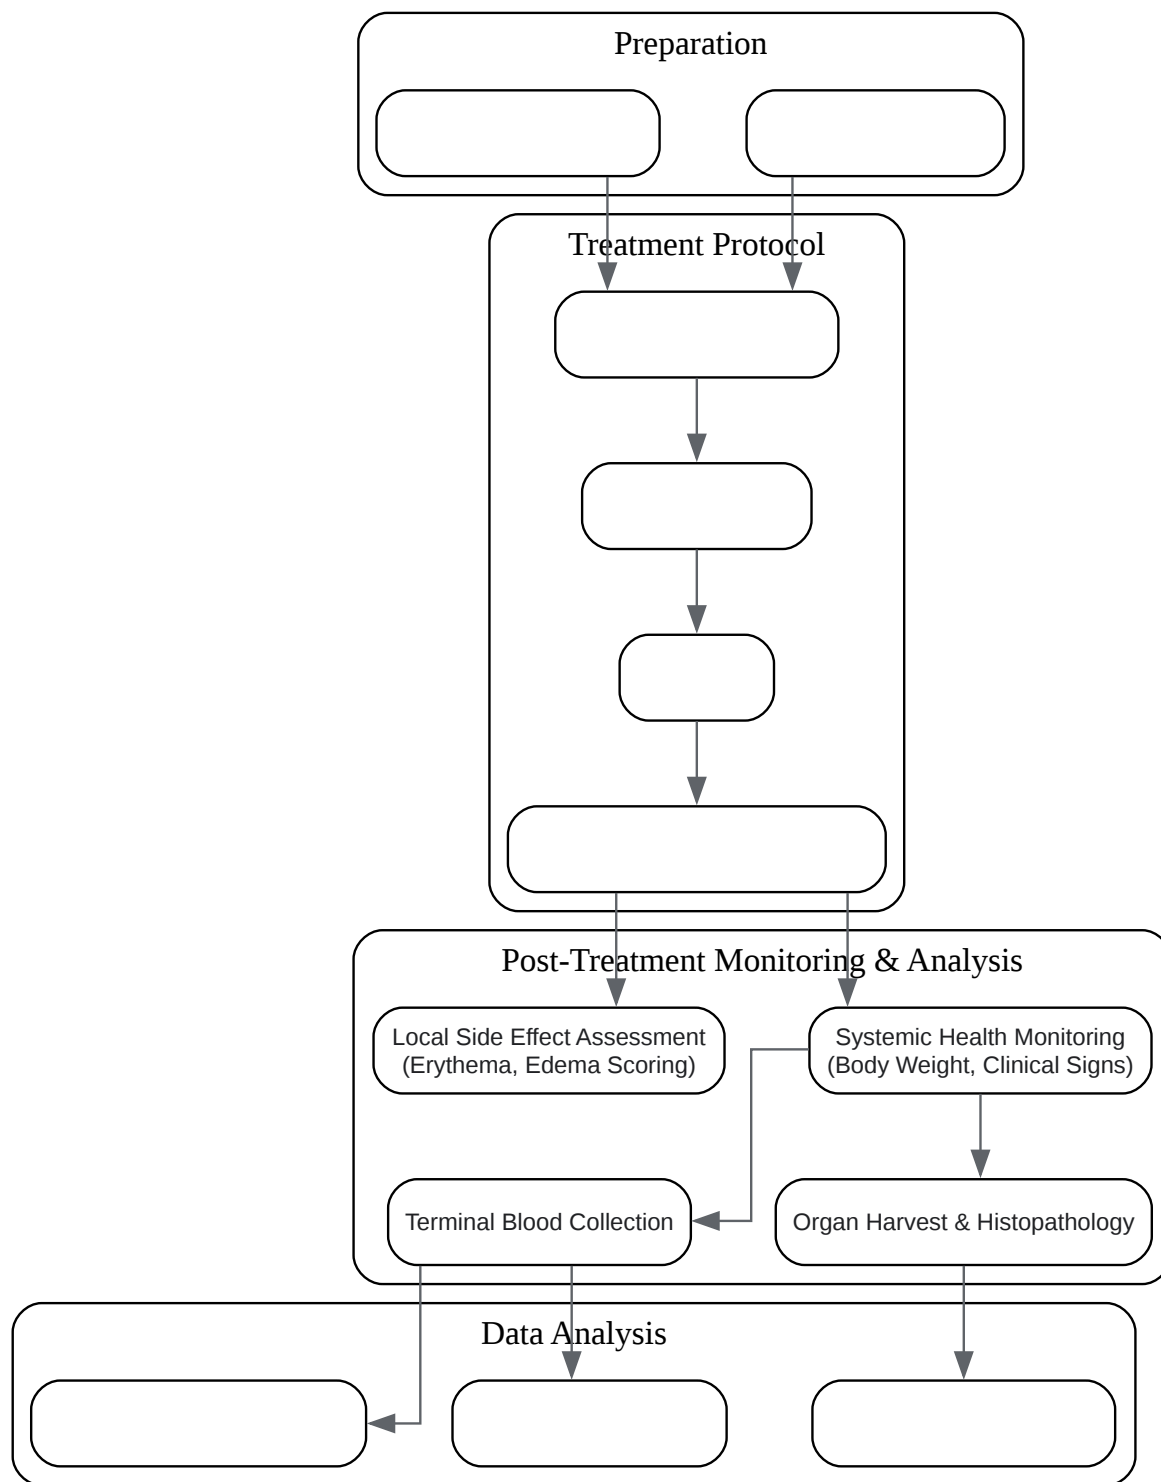 Preparation
Treatment Protocol
Post-Treatment Monitoring & Analysis
Local Side Effect Assessment
(Erythema, Edema Scoring)
Systemic Health Monitoring
(Body Weight, Clinical Signs)
Terminal Blood Collection
Organ Harvest & Histopathology
Data Analysis